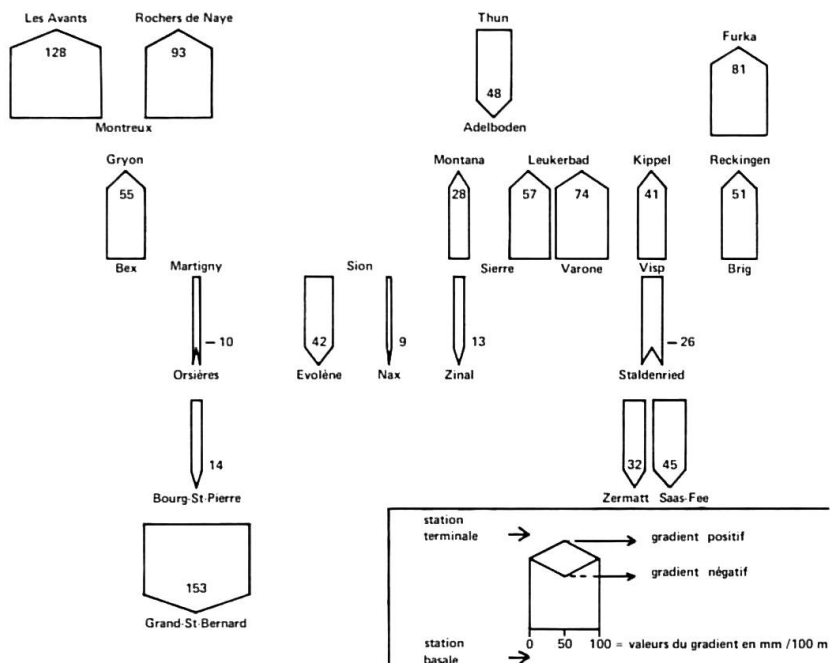 Les Avants Rochers de Naye Thun
Furka
128 93 81
48
Montreux Adelboden
Gryon Montana Leukerbad Kippel Reckingen
55 28 57 74 41 51
Bex Martigny Sion Sierre Varone Visp Brig
− 10 42 9 13 − 26
Orsières Evolène Nax Zinal Staldenried
14 32 45
Bourg-St-Pierre Zermatt Saas-Fee
153
Grand-St-Bernard
station
terminale
gradient positif
gradient négatif
0 50 100 = valeurs du gradient en mm /100 m
station
basale